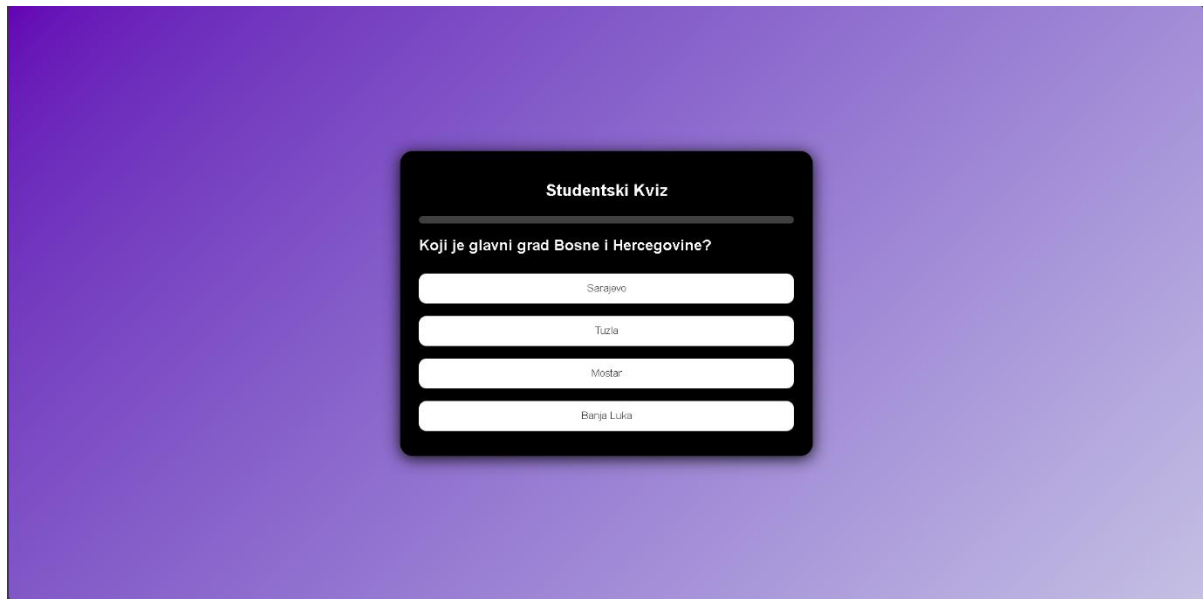 Studentski Kviz
Koji je glavni grad Bosne i Hercegovine?
Sarajevo
Tuzla
Mostar
Banja Luka